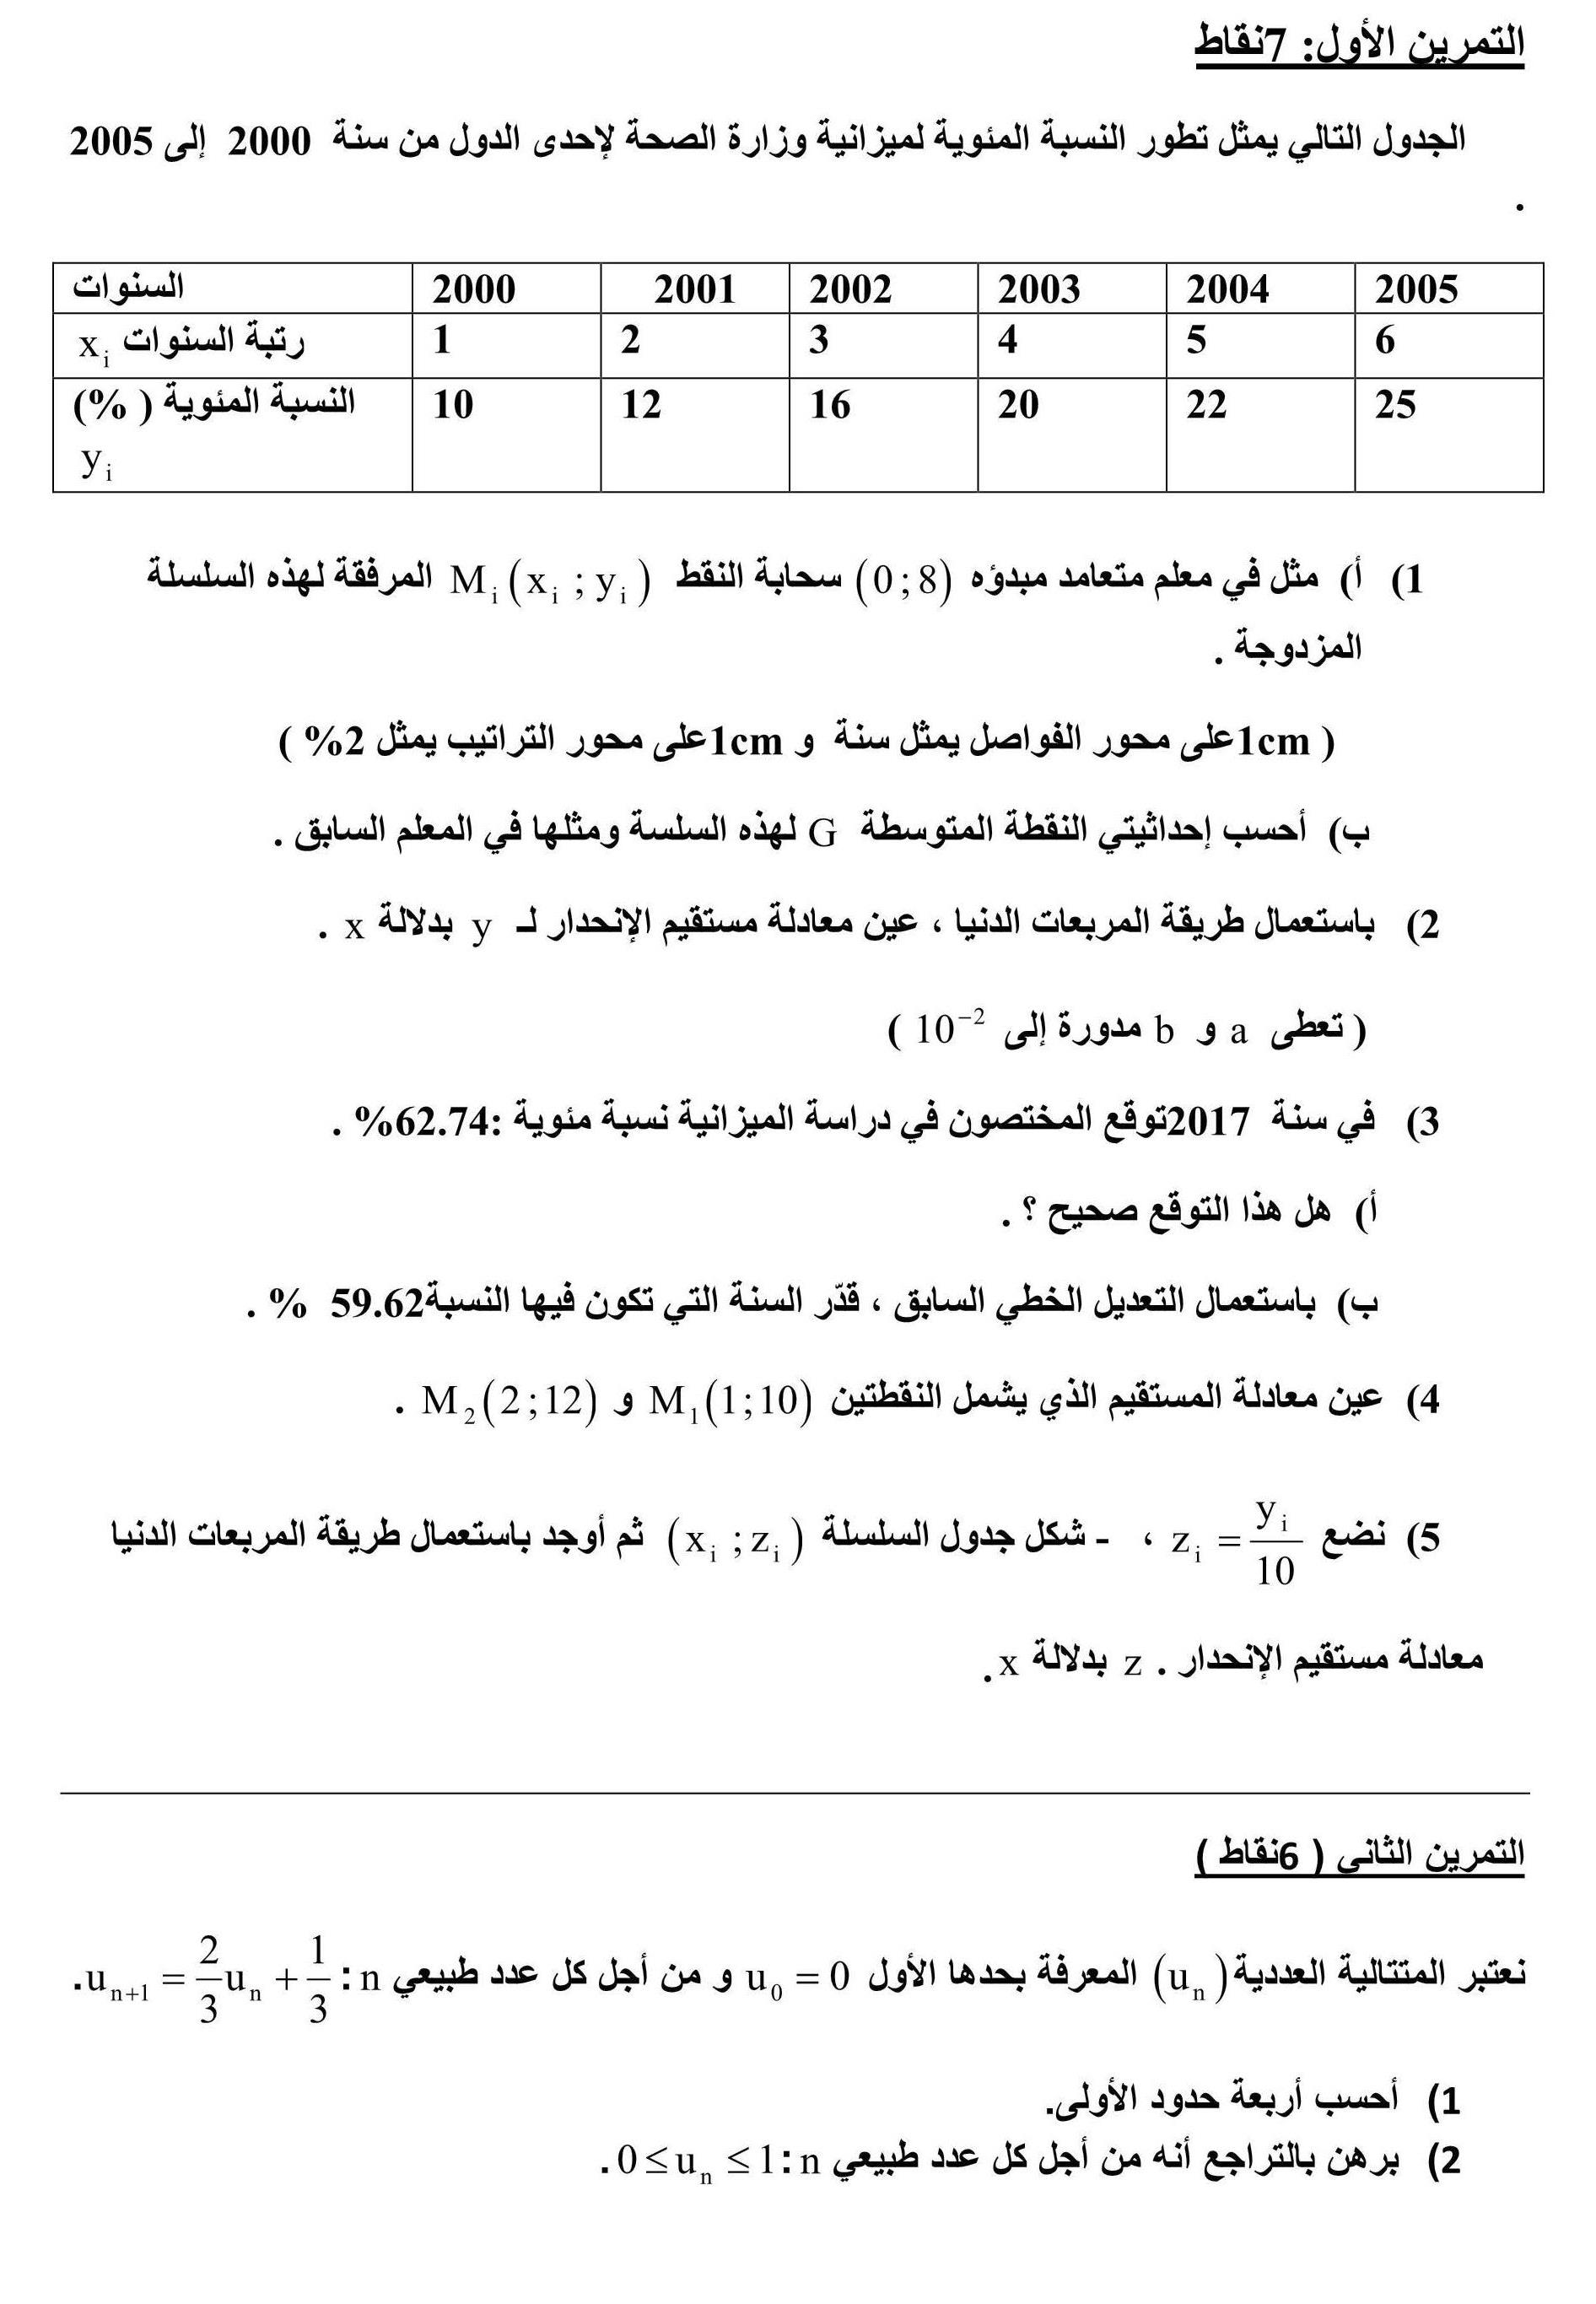 التمرين الأول: 7نقاط
الجدول التالي يمثل تطور النسبة المئوية لميزانية وزارة الصحة لإحدى الدول من سنة 2000 إلى 2005
.
السنوات 2000 2001 2002 2003 2004 2005
رتبة السنوات x_i 1 2 3 4 5 6
النسبة المئوية ( %) 10 12 16 20 22 25
y_i
1) أ) مثل في معلم متعامد مبدؤه (0;8) سحابة النقط M_i(x_i ; y_i) المرفقة لهذه السلسلة
المزدوجة .
( 1cmعلى محور الفواصل يمثل سنة و 1cmعلى محور التراتيب يمثل 2% )
ب) أحسب إحداثيتي النقطة المتوسطة G لهذه السلسة ومثلها في المعلم السابق .
2) باستعمال طريقة المربعات الدنيا ، عين معادلة مستقيم الإنحدار لـ y بدلالة x .
( تعطى a و b مدورة إلى 10^{-2} )
3) في سنة 2017توقع المختصون في دراسة الميزانية نسبة مئوية :62.74% .
أ) هل هذا التوقع صحيح ؟ .
ب) باستعمال التعديل الخطي السابق ، قدّر السنة التي تكون فيها النسبة59.62 % .
4) عين معادلة المستقيم الذي يشمل النقطتين M_1(1;10) و M_2(2;12) .
5) نضع z_i = y_i/10 ، - شكل جدول السلسلة (x_i ; z_i) ثم أوجد باستعمال طريقة المربعات الدنيا
معادلة مستقيم الإنحدار . z بدلالة x.
التمرين الثاني ( 6نقاط )
نعتبر المتتالية العددية (u_n) المعرفة بحدها الأول u_0 = 0 و من أجل كل عدد طبيعي n : u_{n+1} = 2/3 u_n + 1/3.
1) أحسب أربعة حدود الأولى.
2) برهن بالتراجع أنه من أجل كل عدد طبيعي n : 0 ≤ u_n ≤ 1.